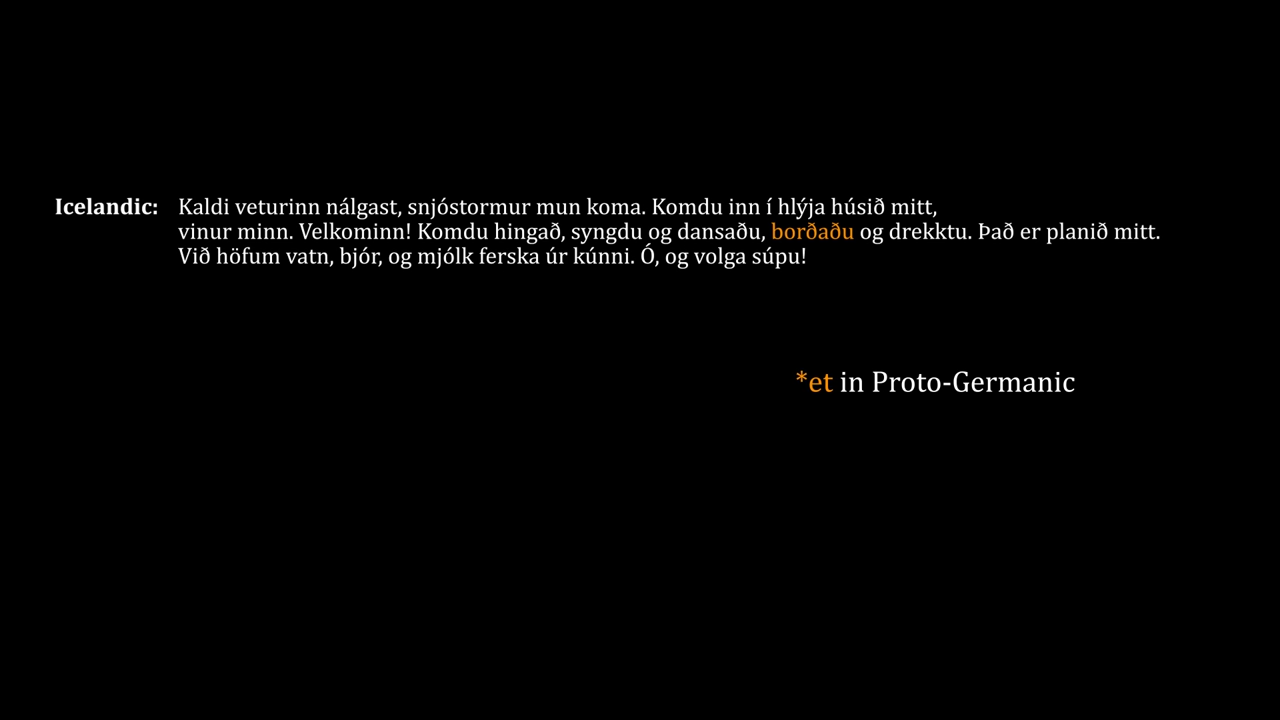 Icelandic: Kaldi veturinn nálgast, snjóstormur mun koma. Komdu inn í hlýja húsið mitt,
vinur minn. Velkominn! Komdu hingað, syngdu og dansaðu, borðaðu og drekktu. Það er planið mitt.
Við höfum vatn, bjór, og mjólk ferska úr kúnni. Ó, og volga súpu!
*et in Proto-Germanic